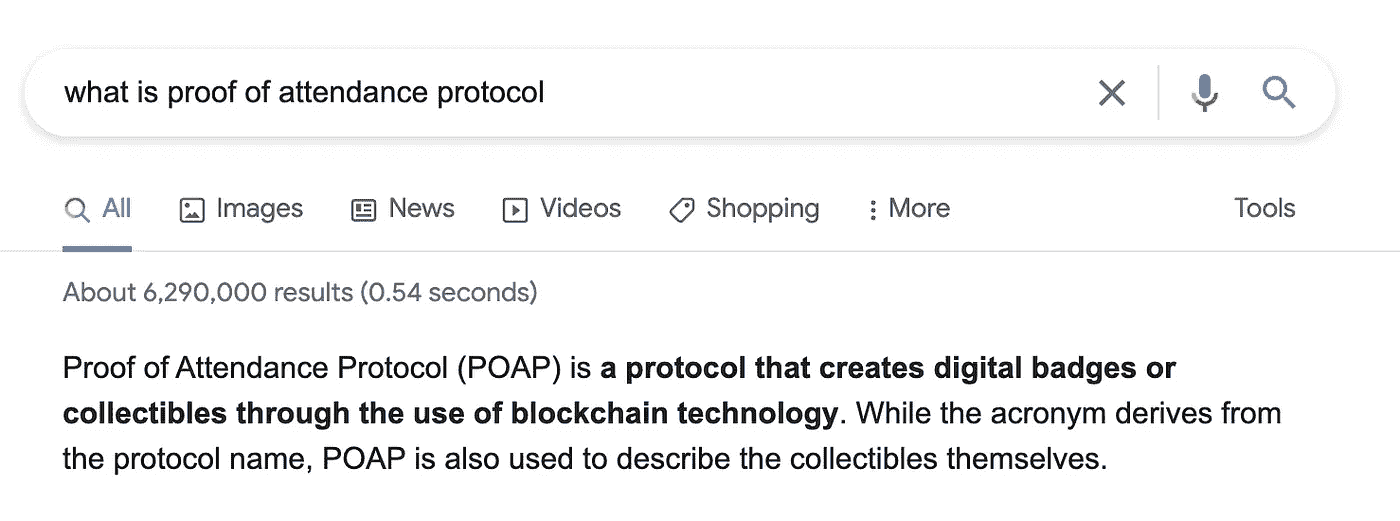 what is proof of attendance protocol
All Images News Videos Shopping More Tools
About 6,290,000 results (0.54 seconds)
Proof of Attendance Protocol (POAP) is a protocol that creates digital badges or
collectibles through the use of blockchain technology. While the acronym derives from
the protocol name, POAP is also used to describe the collectibles themselves.